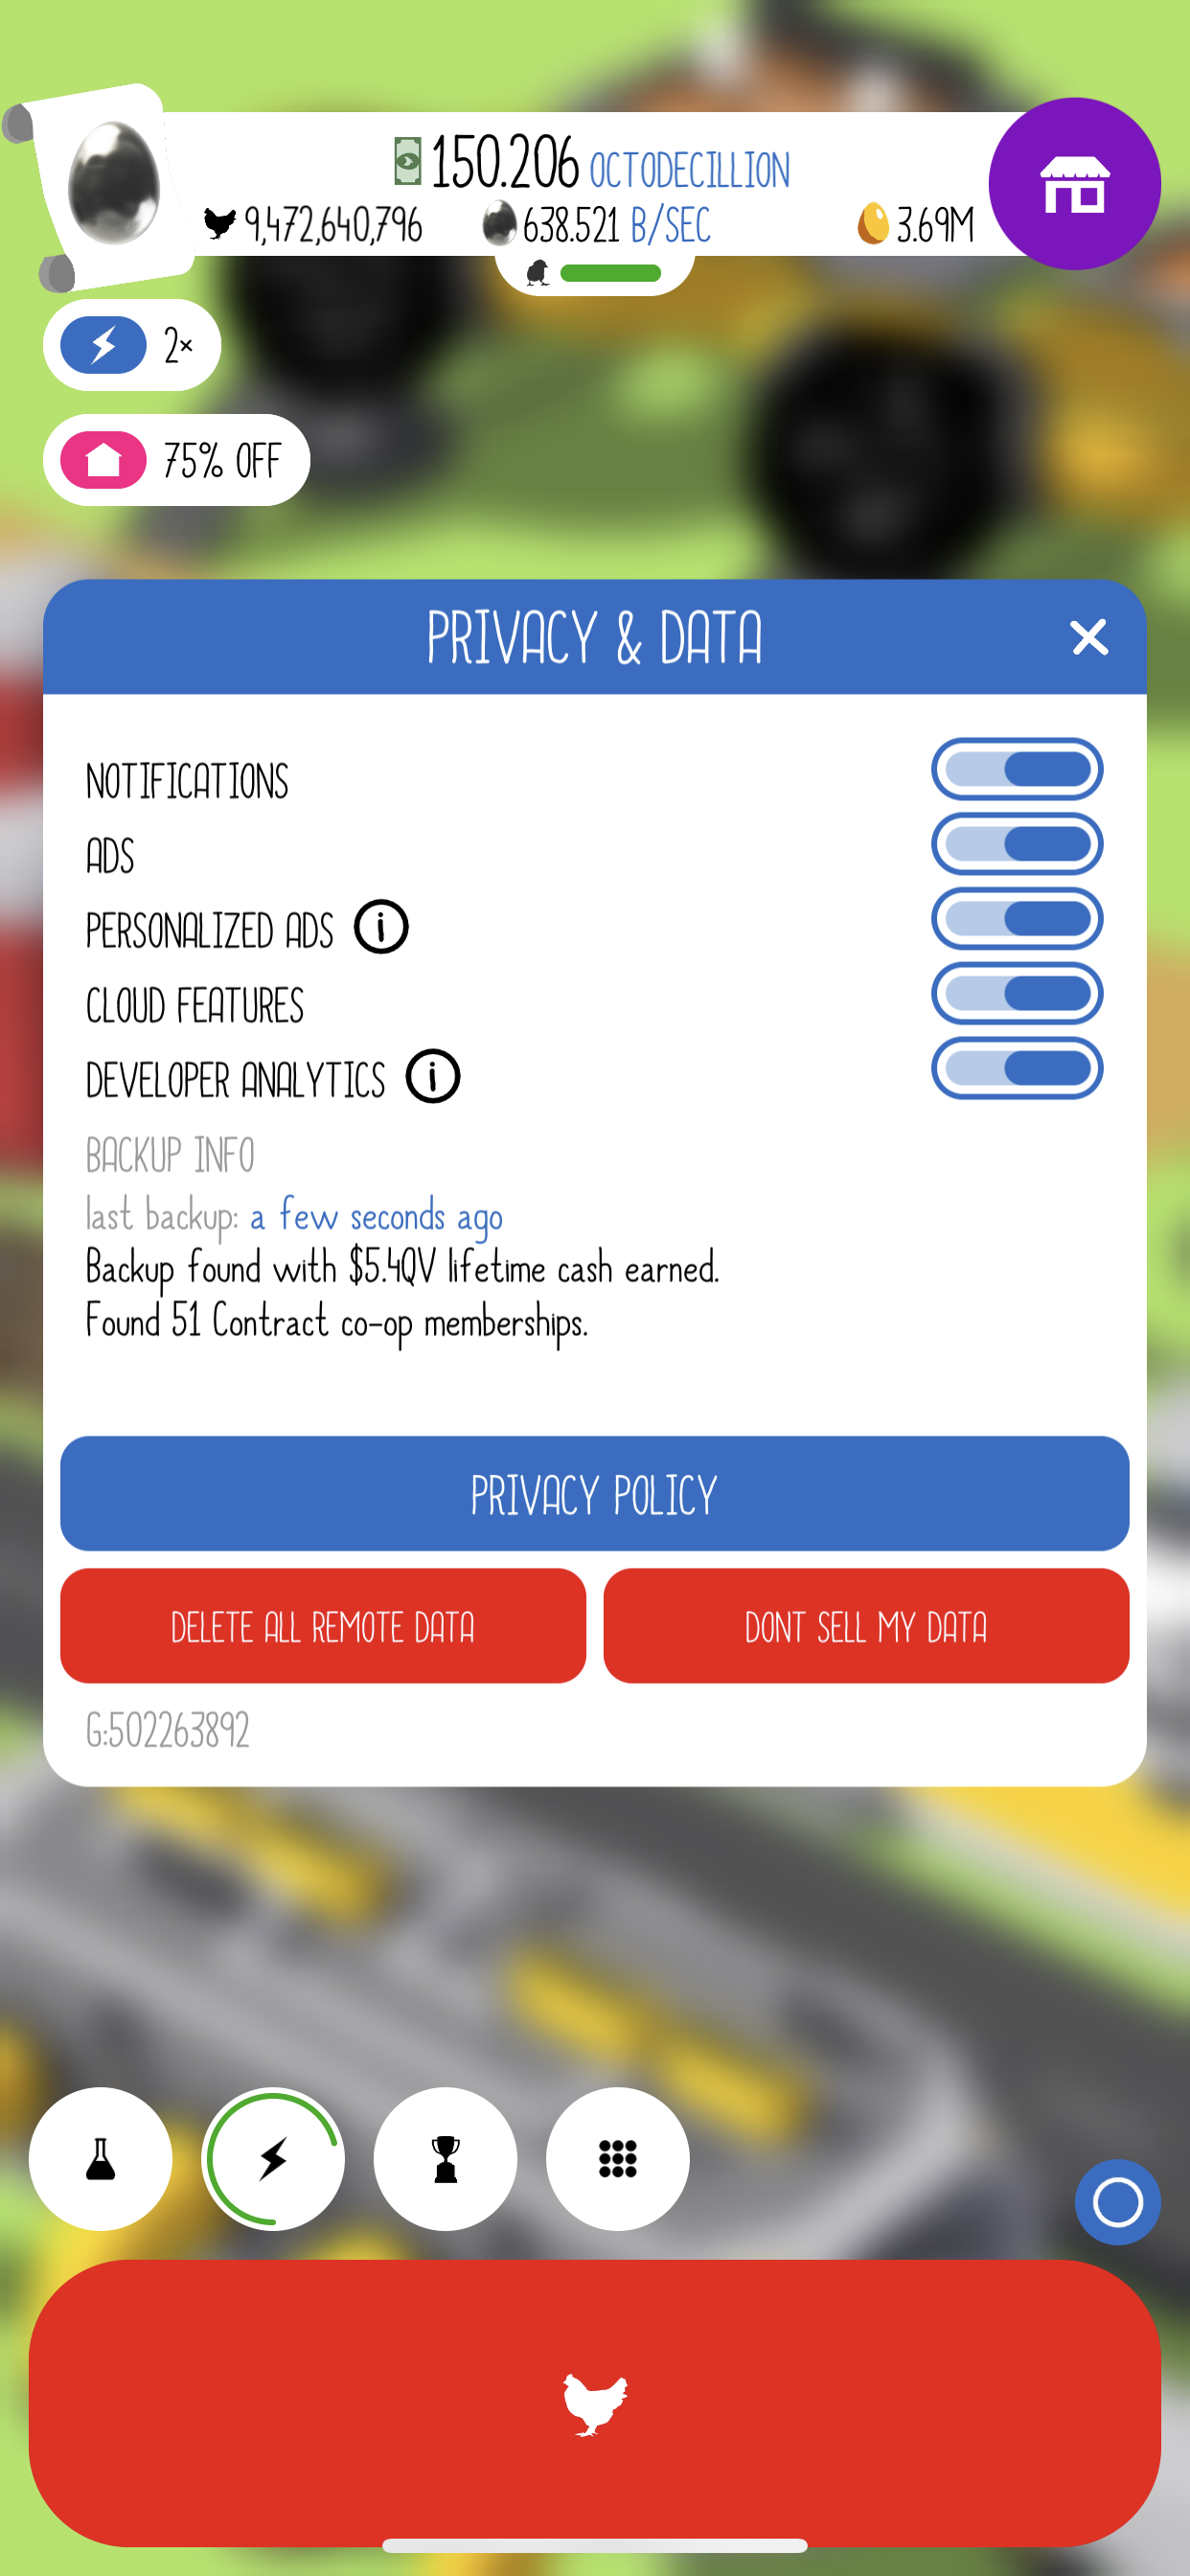 150.206 OCTODECILLION
9,472,640,796 638.521 B/SEC 3.69M
2×
75% OFF
PRIVACY & DATA
NOTIFICATIONS
ADS
PERSONALIZED ADS i
CLOUD FEATURES
DEVELOPER ANALYTICS i
BACKUP INFO
last backup: a few seconds ago
Backup found with $5.4QV lifetime cash earned.
Found 51 Contract co-op memberships.
PRIVACY POLICY
DELETE ALL REMOTE DATA DONT SELL MY DATA
G:502263892